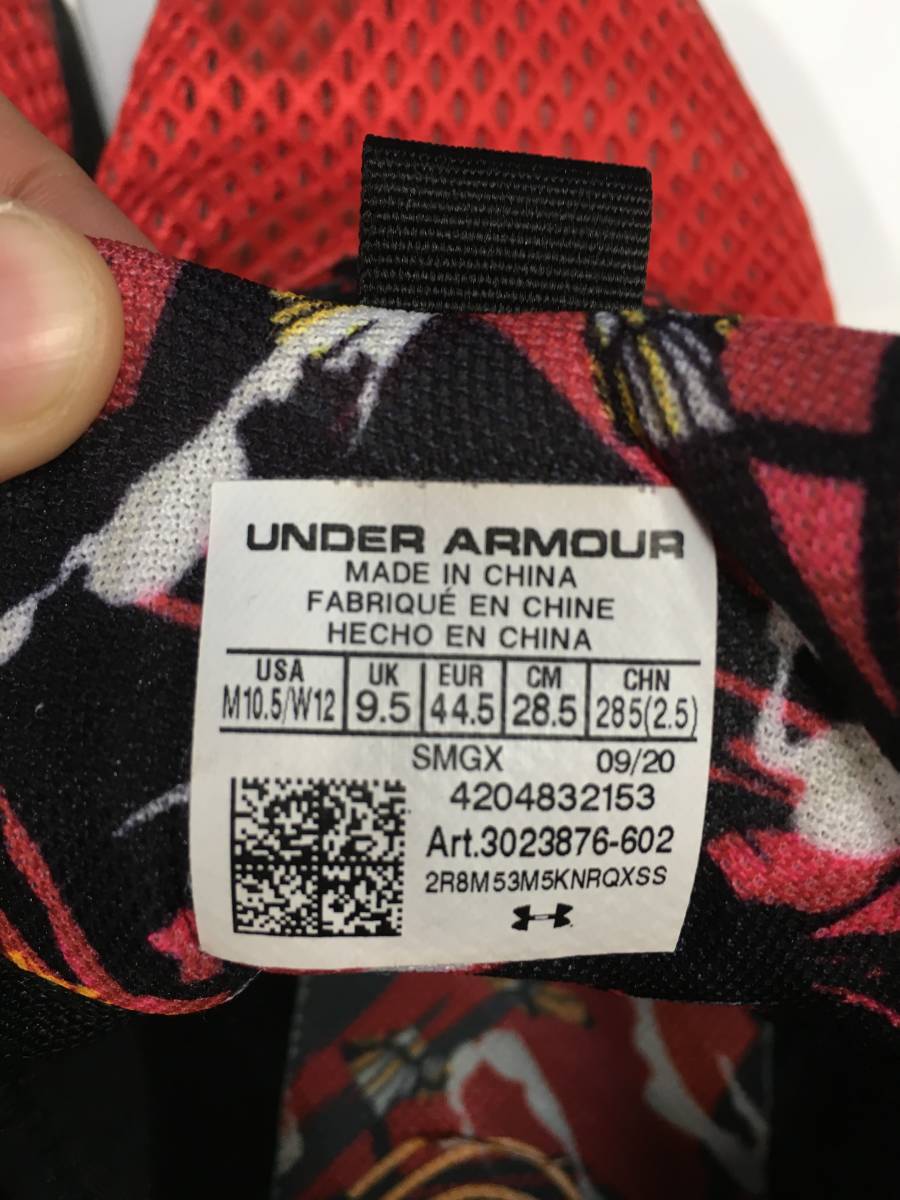 UNDER ARMOUR
MADE IN CHINA
FABRIQUÉ EN CHINE
HECHO EN CHINA
USA UK EUR CM CHN
M10.5/W12 9.5 44.5 28.5 285(2.5)
SMGX 09/20
4204832153
Art.3023876-602
2R8M53M5KNRQXSS